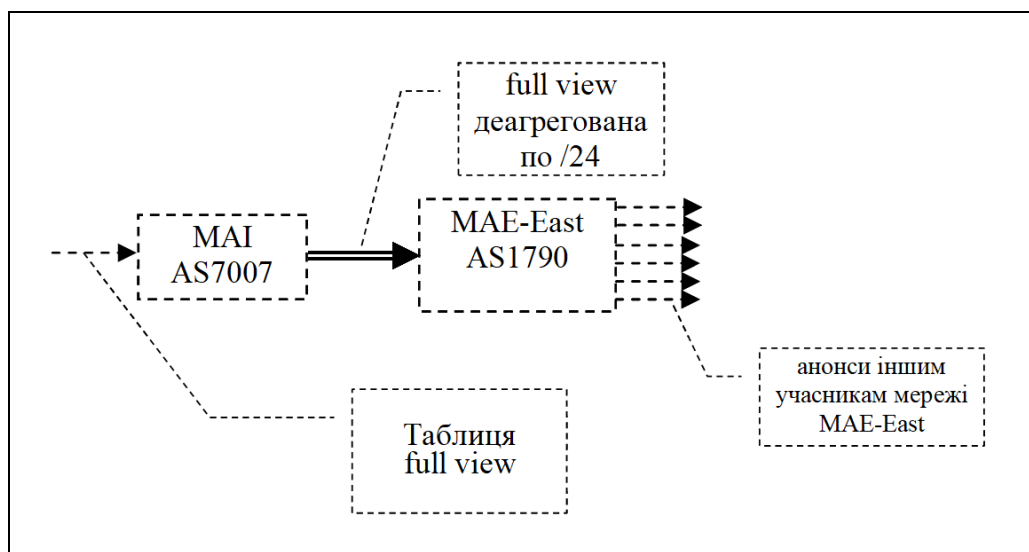 full view
деагрегована
по /24
MAI
AS7007
MAE-East
AS1790
анонси іншим
учасникам мережі
MAE-East
Таблиця
full view